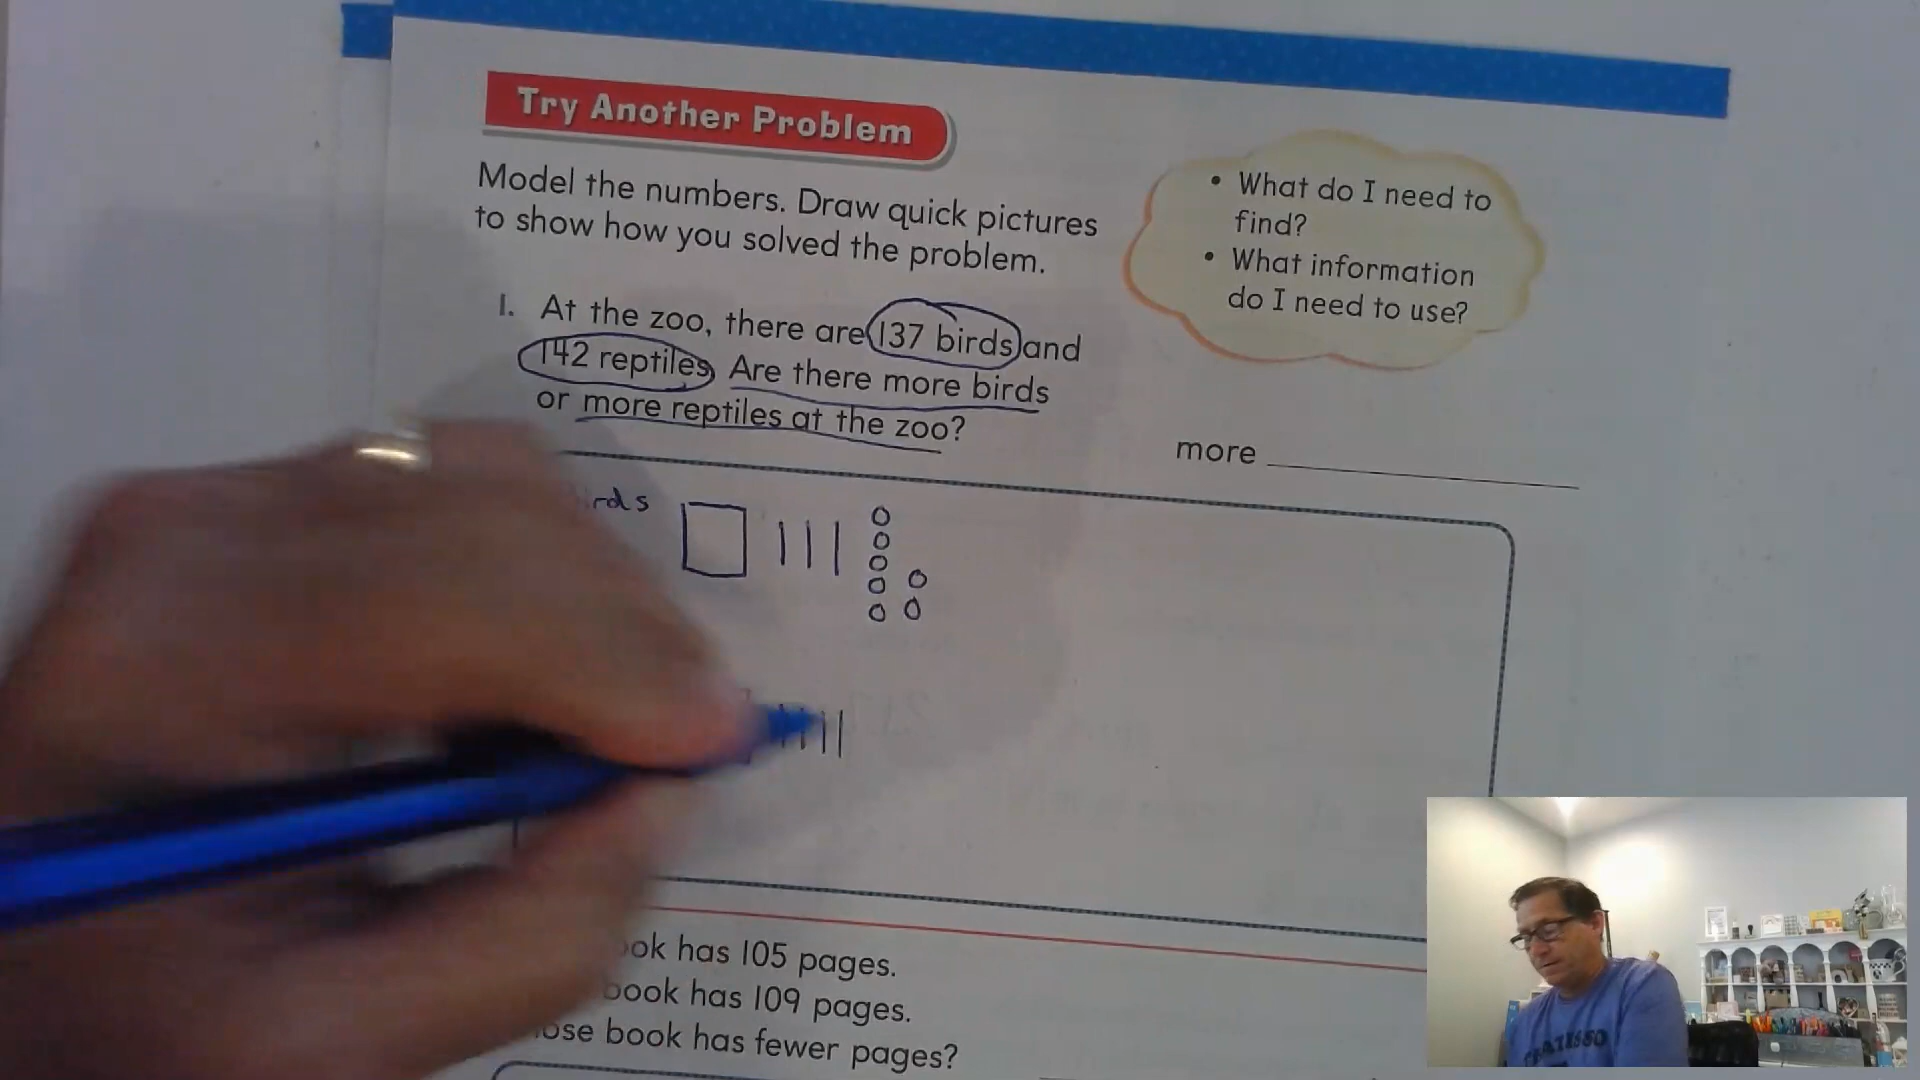 Try Another Problem
Model the numbers. Draw quick pictures
to show how you solved the problem.
• What do I need to
find?
• What information
do I need to use?
1. At the zoo, there are 137 birds and
142 reptiles. Are there more birds
or more reptiles at the zoo?
more
rds
ok has 105 pages.
book has 109 pages.
ose book has fewer pages?